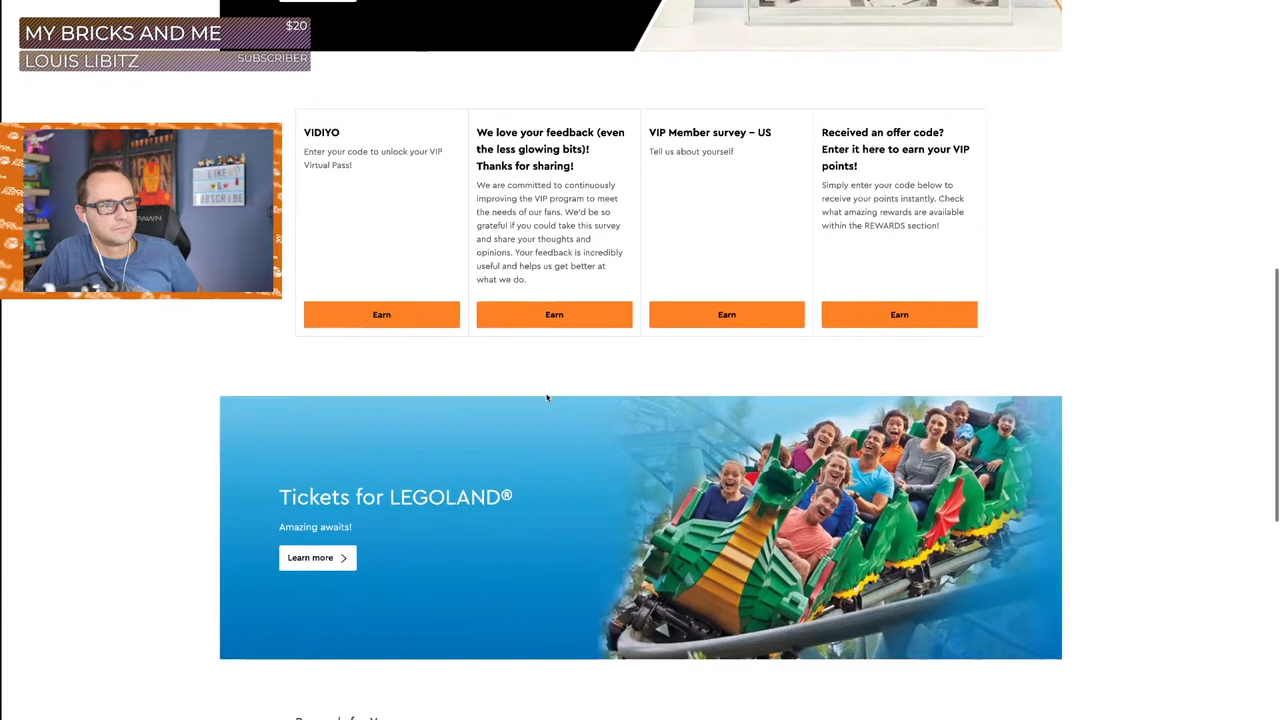 MY BRICKS AND ME $20
LOUIS LIBITZ SUBSCRIBER
LIKE
SUBSCRIBE
PAWN
VIDIYO
Enter your code to unlock your VIP
Virtual Pass!
Earn
We love your feedback (even
the less glowing bits)!
Thanks for sharing!
We are committed to continuously
improving the VIP program to meet
the needs of our fans. We'd be so
grateful if you could take this survey
and share your thoughts and
opinions. Your feedback is incredibly
useful and helps us get better at
what we do.
Earn
VIP Member survey – US
Tell us about yourself
Earn
Received an offer code?
Enter it here to earn your VIP
points!
Simply enter your code below to
receive your points instantly. Check
what amazing rewards are available
within the REWARDS section!
Earn
Tickets for LEGOLAND®
Amazing awaits!
Learn more